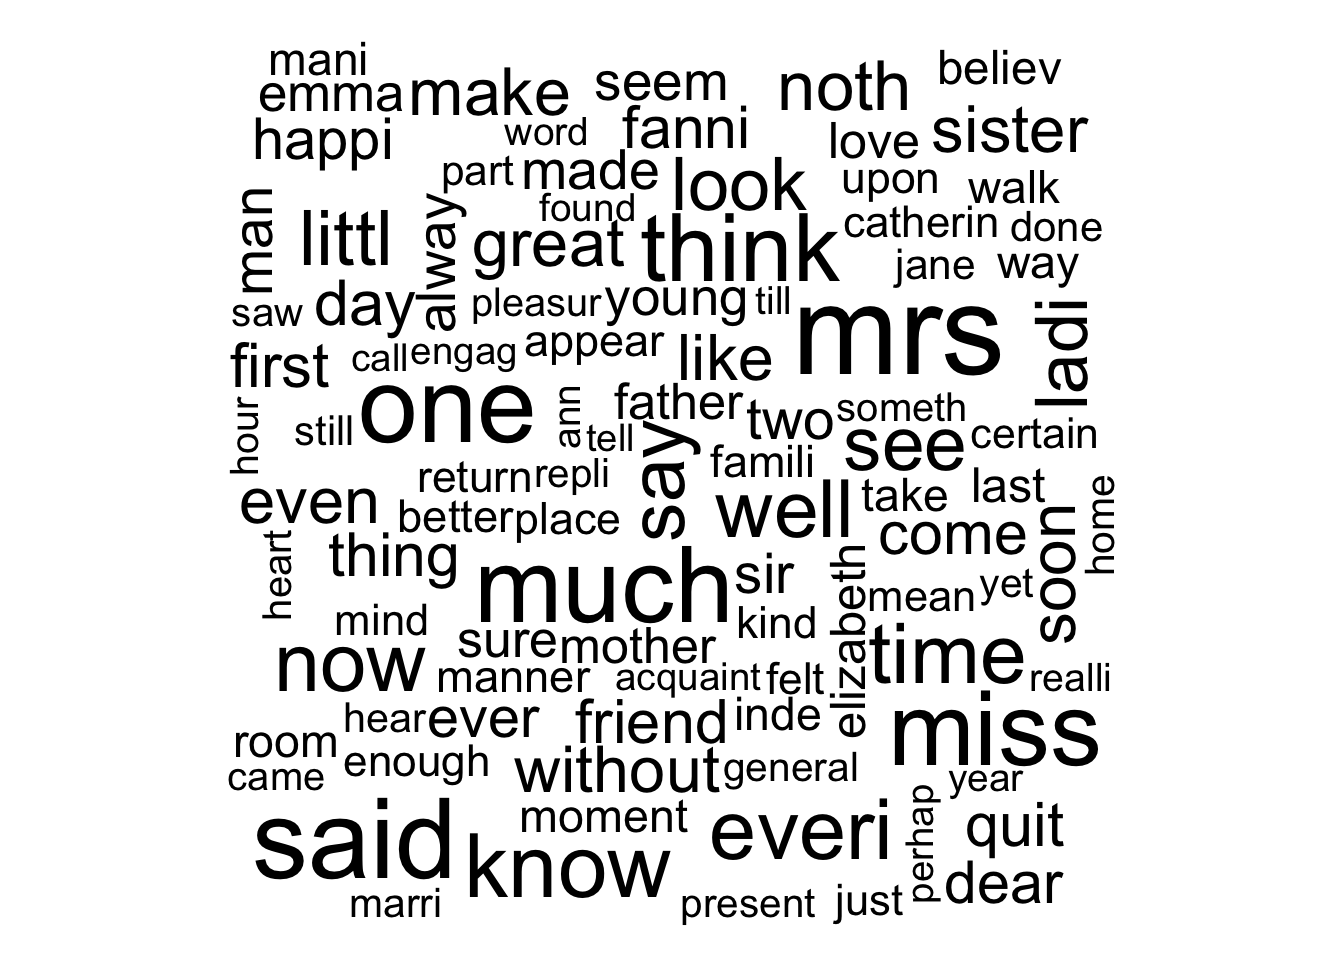 mani
emma make seem noth believ
happi word fanni love sister
part made look upon walk
man littl alway found great think catherin done
jane way
saw day pleasur young till mrs ladi
first call engag appear like
hour still one ann tell father two someth certain
say see
return repli famili
even better place well take last home
heart thing much sir come soon
elizabeth mean yet
mind sure mother kind time
now manner acquaint felt realli
hear ever friend inde miss
room came enough without general year
said know moment everi perhap quit
marri present just dear